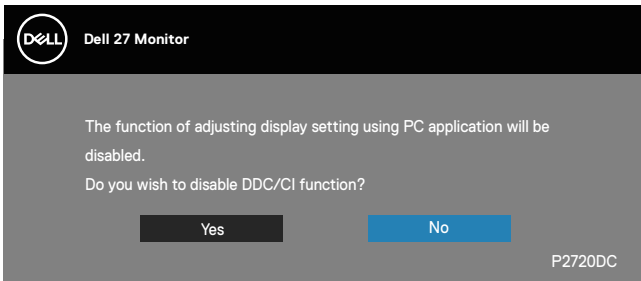 DELL
Dell 27 Monitor
The function of adjusting display setting using PC application will be
disabled.
Do you wish to disable DDC/CI function?
Yes No
P2720DC